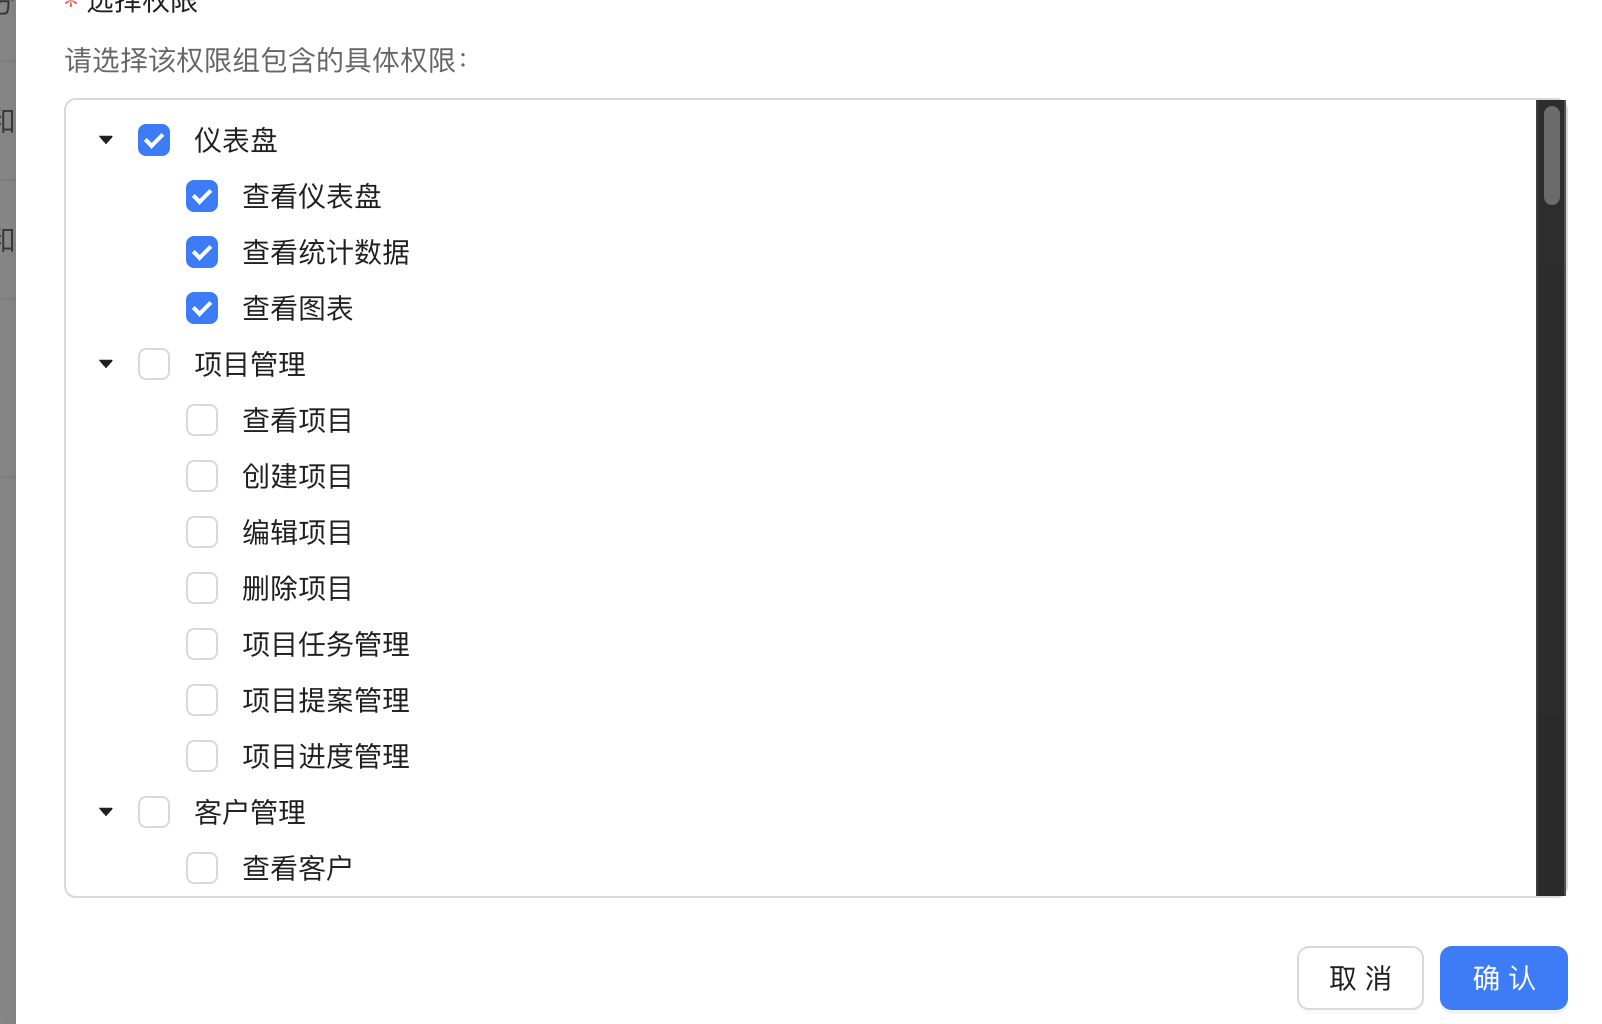 * 选择权限
请选择该权限组包含的具体权限：
仪表盘
查看仪表盘
查看统计数据
查看图表
项目管理
查看项目
创建项目
编辑项目
删除项目
项目任务管理
项目提案管理
项目进度管理
客户管理
查看客户
取 消
确 认